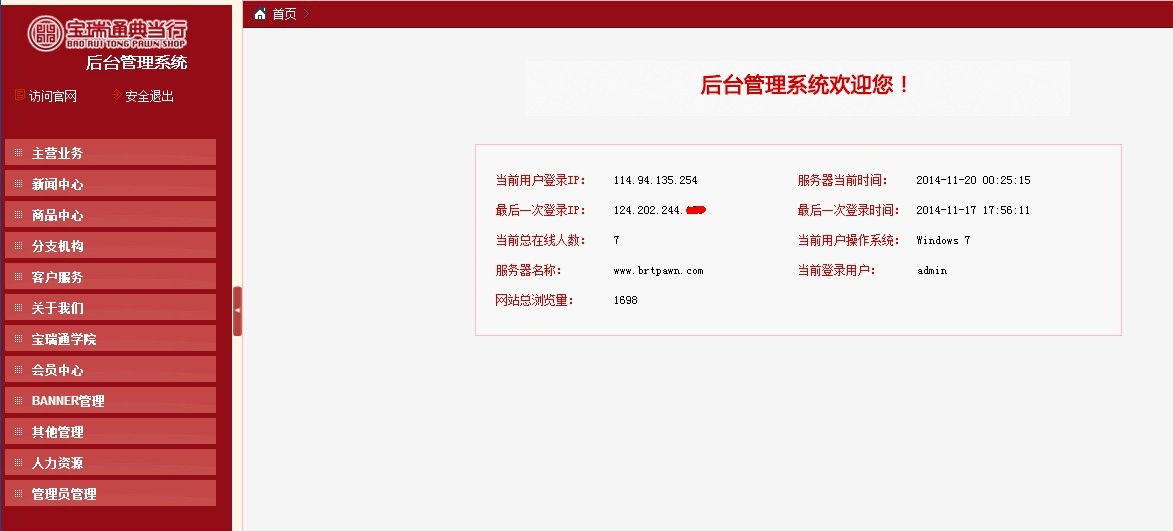 宝瑞通典当行
BAO RUI TONG PAWN SHOP
后台管理系统
访问官网 安全退出
主营业务
新闻中心
商品中心
分支机构
客户服务
关于我们
宝瑞通学院
会员中心
BANNER管理
其他管理
人力资源
管理员管理
首页
后台管理系统欢迎您！
当前用户登录IP： 114.94.135.254 服务器当前时间： 2014-11-20 00:25:15
最后一次登录IP： 124.202.244. 最后一次登录时间： 2014-11-17 17:56:11
当前总在线人数： 7 当前用户操作系统： Windows 7
服务器名称： www.brtpawn.com 当前登录用户： admin
网站总浏览量： 1698